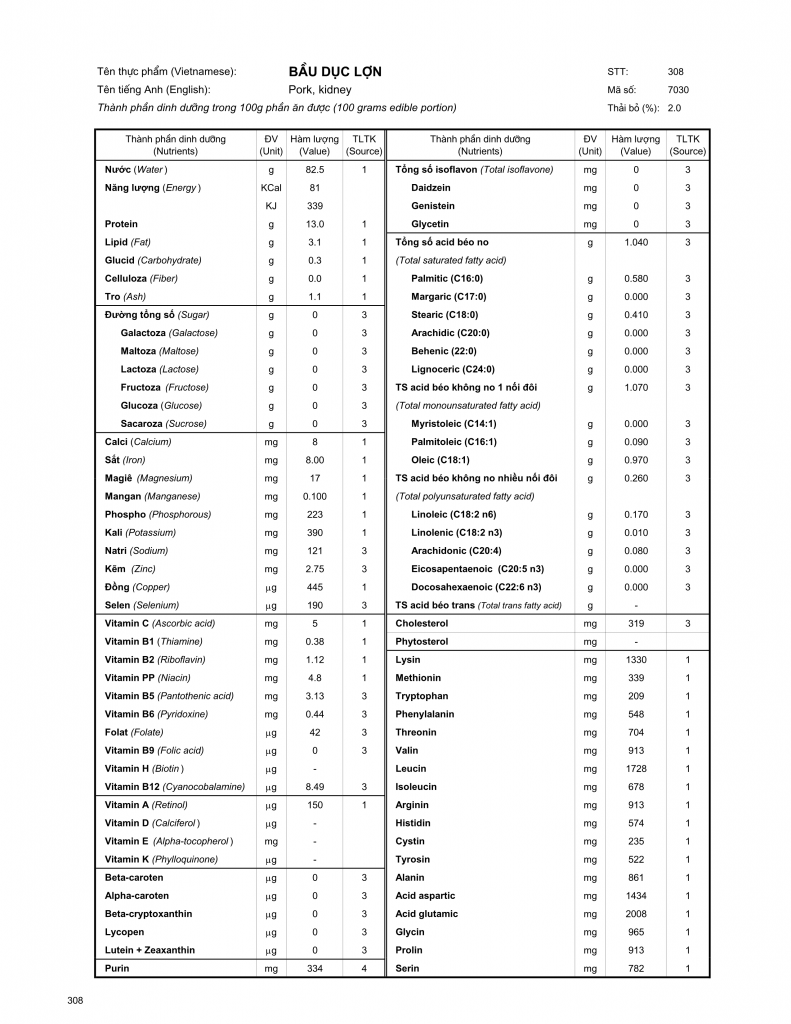 Tên thực phẩm (Vietnamese): BẦU DỤC LỢN STT: 308
Tên tiếng Anh (English): Pork, kidney Mã số: 7030
Thành phần dinh dưỡng trong 100g phần ăn được (100 grams edible portion) Thải bỏ (%): 2.0
Thành phần dinh dưỡng ĐV Hàm lượng TLTK Thành phần dinh dưỡng ĐV Hàm lượng TLTK
(Nutrients) (Unit) (Value) (Source) (Nutrients) (Unit) (Value) (Source)
Nước (Water) g 82.5 1 Tổng số isoflavon (Total isoflavone) mg 0 3
Năng lượng (Energy) KCal 81 Daidzein mg 0 3
KJ 339 Genistein mg 0 3
Protein g 13.0 1 Glycetin mg 0 3
Lipid (Fat) g 3.1 1 Tổng số acid béo no g 1.040 3
Glucid (Carbohydrate) g 0.3 1 (Total saturated fatty acid)
Celluloza (Fiber) g 0.0 1 Palmitic (C16:0) g 0.580 3
Tro (Ash) g 1.1 1 Margaric (C17:0) g 0.000 3
Đường tổng số (Sugar) g 0 3 Stearic (C18:0) g 0.410 3
Galactoza (Galactose) g 0 3 Arachidic (C20:0) g 0.000 3
Maltoza (Maltose) g 0 3 Behenic (22:0) g 0.000 3
Lactoza (Lactose) g 0 3 Lignoceric (C24:0) g 0.000 3
Fructoza (Fructose) g 0 3 TS acid béo không no 1 nối đôi g 1.070 3
Glucoza (Glucose) g 0 3 (Total monounsaturated fatty acid)
Sacaroza (Sucrose) g 0 3 Myristoleic (C14:1) g 0.000 3
Calci (Calcium) mg 8 1 Palmitoleic (C16:1) g 0.090 3
Sắt (Iron) mg 8.00 1 Oleic (C18:1) g 0.970 3
Magiê (Magnesium) mg 17 1 TS acid béo không no nhiều nối đôi g 0.260 3
Mangan (Manganese) mg 0.100 1 (Total polyunsaturated fatty acid)
Phospho (Phosphorous) mg 223 1 Linoleic (C18:2 n6) g 0.170 3
Kali (Potassium) mg 390 1 Linolenic (C18:2 n3) g 0.010 3
Natri (Sodium) mg 121 3 Arachidonic (C20:4) g 0.080 3
Kẽm (Zinc) mg 2.75 3 Eicosapentaenoic (C20:5 n3) g 0.000 3
Đồng (Copper) µg 445 1 Docosahexaenoic (C22:6 n3) g 0.000 3
Selen (Selenium) µg 190 3 TS acid béo trans (Total trans fatty acid) g -
Vitamin C (Ascorbic acid) mg 5 1 Cholesterol mg 319 3
Vitamin B1 (Thiamine) mg 0.38 1 Phytosterol mg -
Vitamin B2 (Riboflavin) mg 1.12 1 Lysin mg 1330 1
Vitamin PP (Niacin) mg 4.8 1 Methionin mg 339 1
Vitamin B5 (Pantothenic acid) mg 3.13 3 Tryptophan mg 209 1
Vitamin B6 (Pyridoxine) mg 0.44 3 Phenylalanin mg 548 1
Folat (Folate) µg 42 3 Threonin mg 704 1
Vitamin B9 (Folic acid) µg 0 3 Valin mg 913 1
Vitamin H (Biotin) µg - Leucin mg 1728 1
Vitamin B12 (Cyanocobalamine) µg 8.49 3 Isoleucin mg 678 1
Vitamin A (Retinol) µg 150 1 Arginin mg 913 1
Vitamin D (Calciferol) µg - Histidin mg 574 1
Vitamin E (Alpha-tocopherol) mg - Cystin mg 235 1
Vitamin K (Phylloquinone) µg - Tyrosin mg 522 1
Beta-caroten µg 0 3 Alanin mg 861 1
Alpha-caroten µg 0 3 Acid aspartic mg 1434 1
Beta-cryptoxanthin µg 0 3 Acid glutamic mg 2008 1
Lycopen µg 0 3 Glycin mg 965 1
Lutein + Zeaxanthin µg 0 3 Prolin mg 913 1
Purin mg 334 4 Serin mg 782 1
308